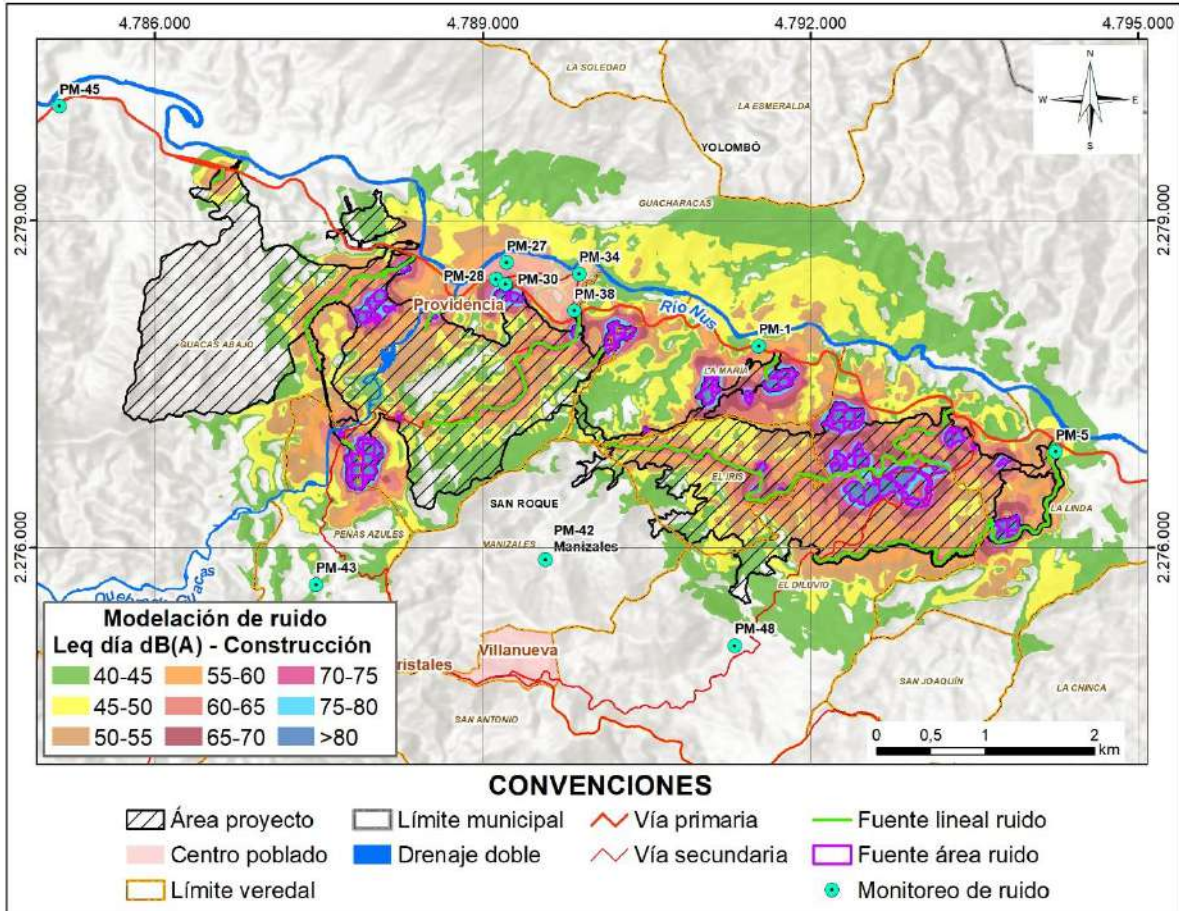 4.786.000 4.789.000 4.792.000 4.795.000
PM-45
LA SOLEDAD
N
W E
S
LA ESMERALDA
YOLOMBÓ
GUACHARACAS
2.279.000 2.279.000
PM-27
PM-34
PM-28
PM-30
Providencia
PM-38
Río Nus
PM-1
GUACAS ABAJO
LA MARIA
PM-5
EL IRIS
SAN ROQUE
LA LINDA
PEÑAS AZULES
PM-42
MANIZALES
Manizales
2.276.000 2.276.000
PM-43
EL DILUVIO
Guacas
PM-48
Villanueva
ristales
SAN JOAQUÍN
LA CHINCA
SAN ANTONIO
Modelación de ruido
Leq día dB(A) - Construcción
40-45 55-60 70-75
45-50 60-65 75-80
50-55 65-70 >80
0 0,5 1 2
km
CONVENCIONES
Área proyecto Límite municipal Vía primaria Fuente lineal ruido
Centro poblado Drenaje doble Vía secundaria Fuente área ruido
Límite veredal Monitoreo de ruido